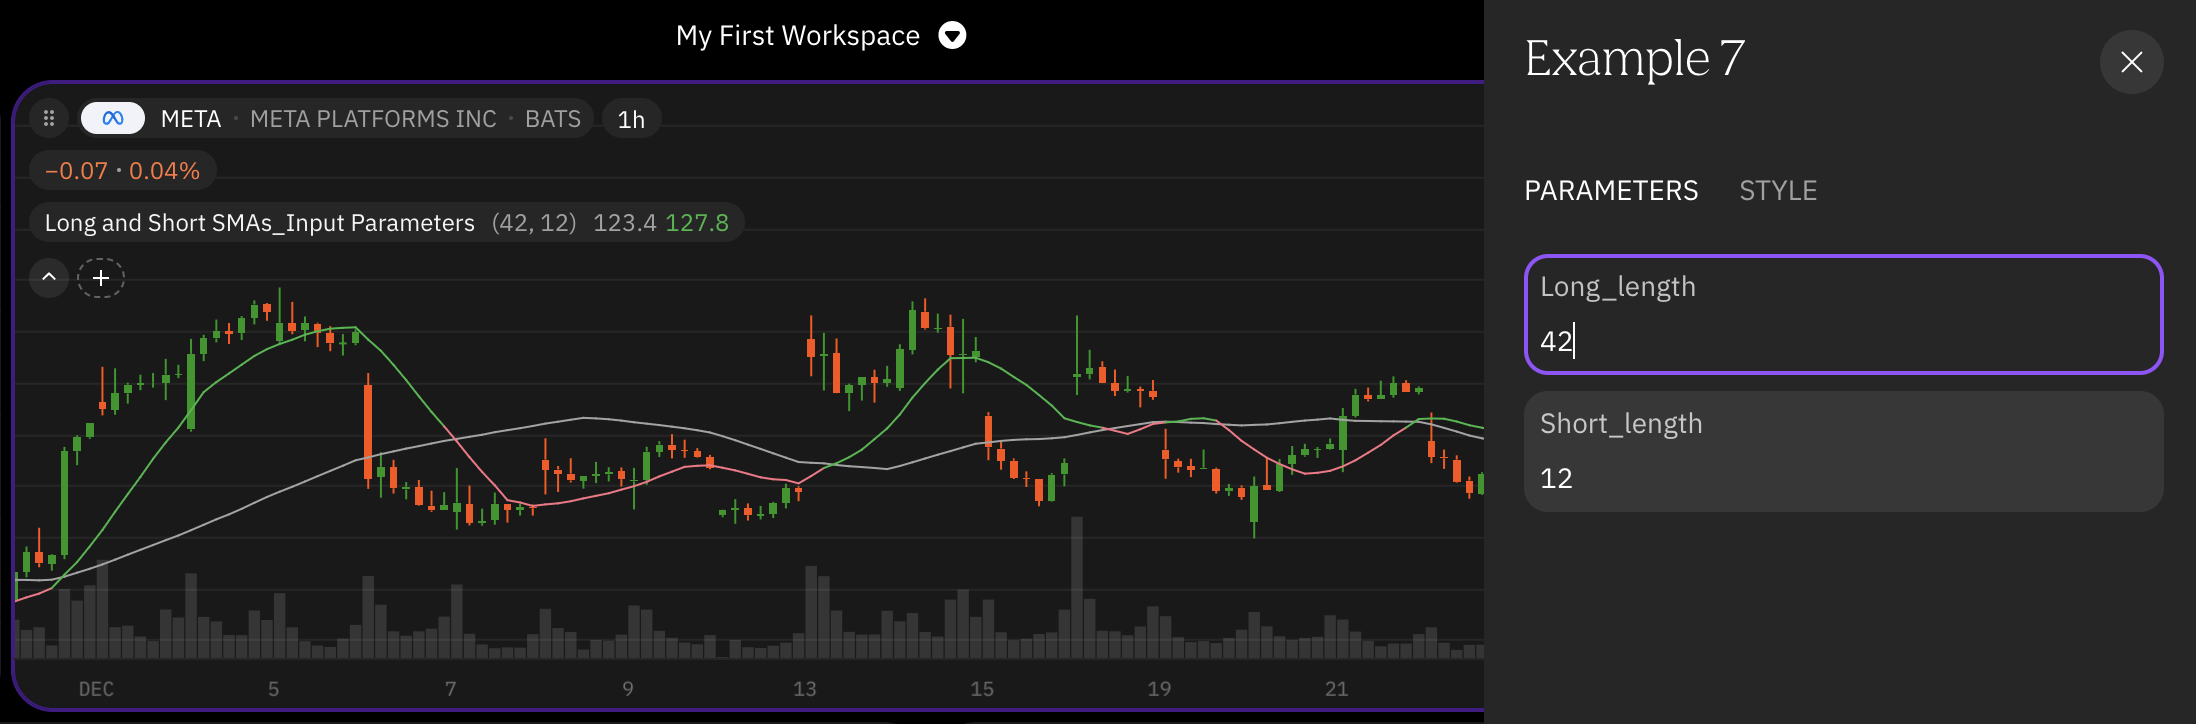 My First Workspace
META · META PLATFORMS INC · BATS 1h
−0.07 · 0.04%
Long and Short SMAs_Input Parameters (42, 12) 123.4 127.8
DEC 5 7 9 13 15 19 21
Example 7
PARAMETERS STYLE
Long_length
42
Short_length
12